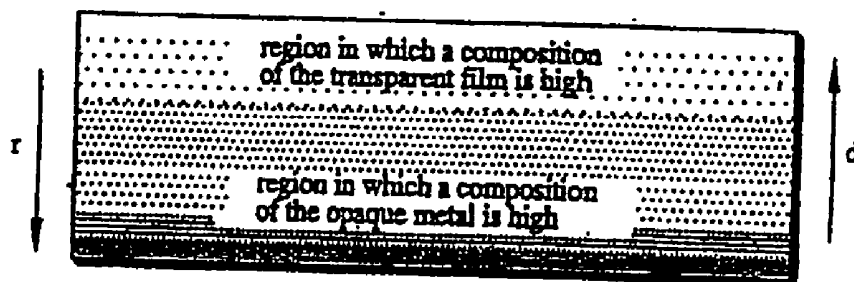 region in which a composition
of the transparent film is high
r
d
region in which a composition
of the opaque metal is high